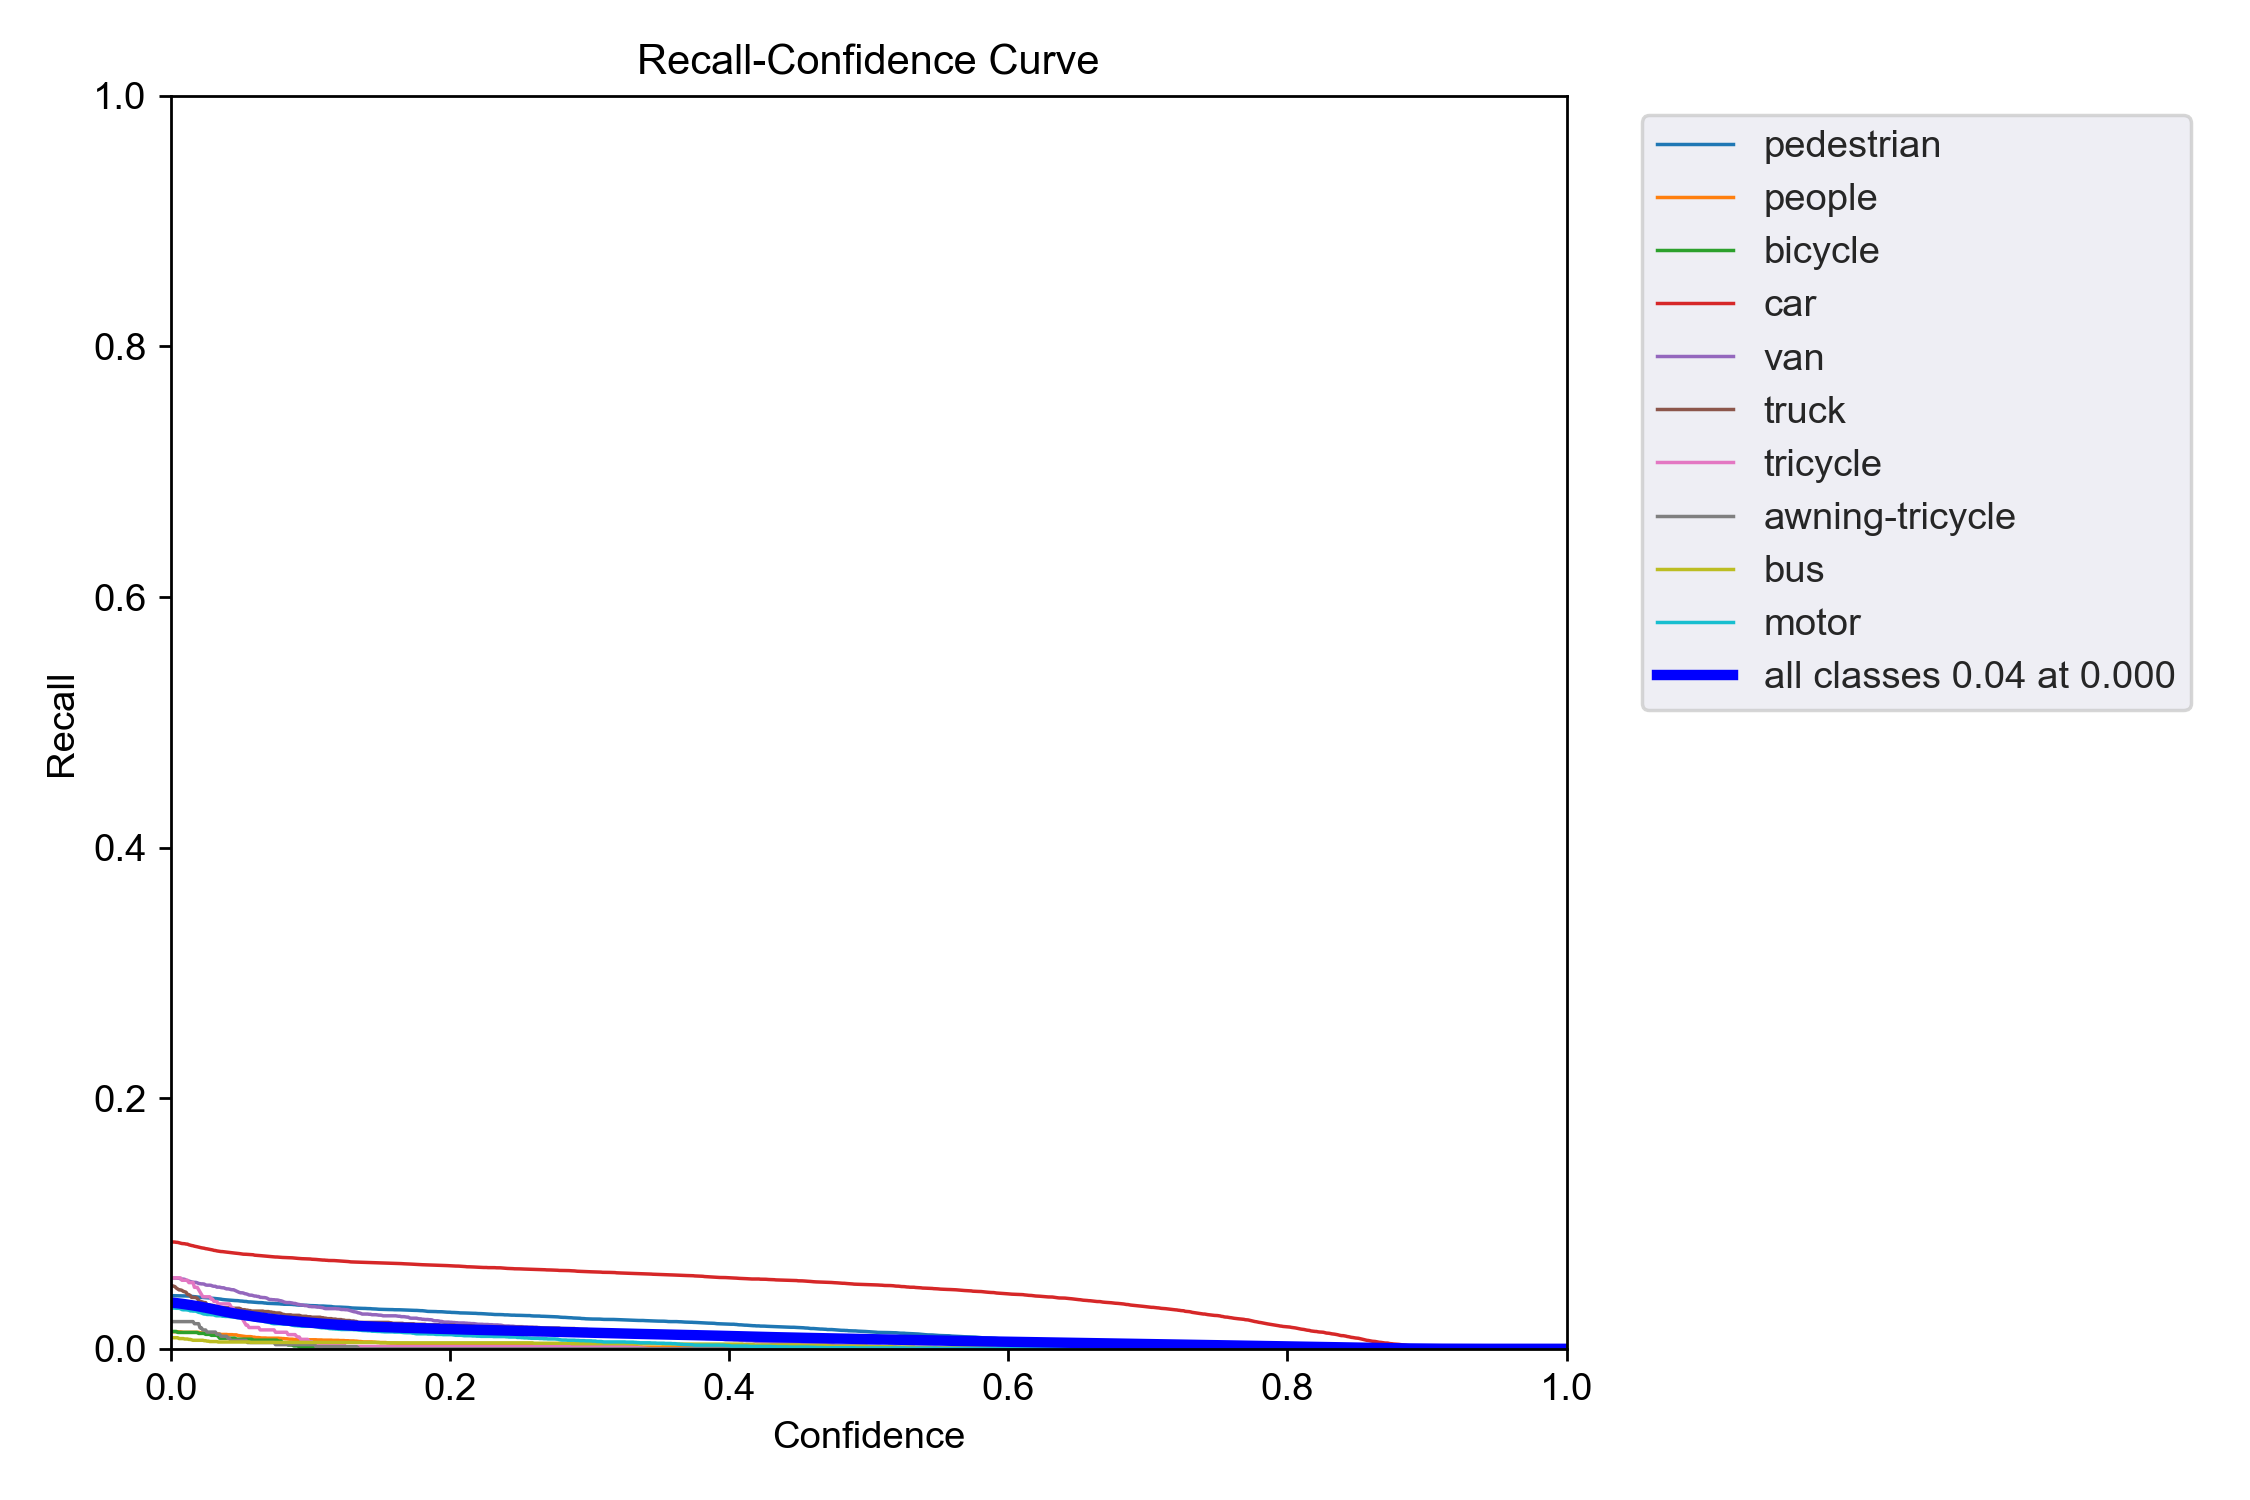 Recall-Confidence Curve
1.0
0.8
0.6
0.4
0.2
0.0
Recall
0.0 0.2 0.4 0.6 0.8 1.0
Confidence
pedestrian
people
bicycle
car
van
truck
tricycle
awning-tricycle
bus
motor
all classes 0.04 at 0.000